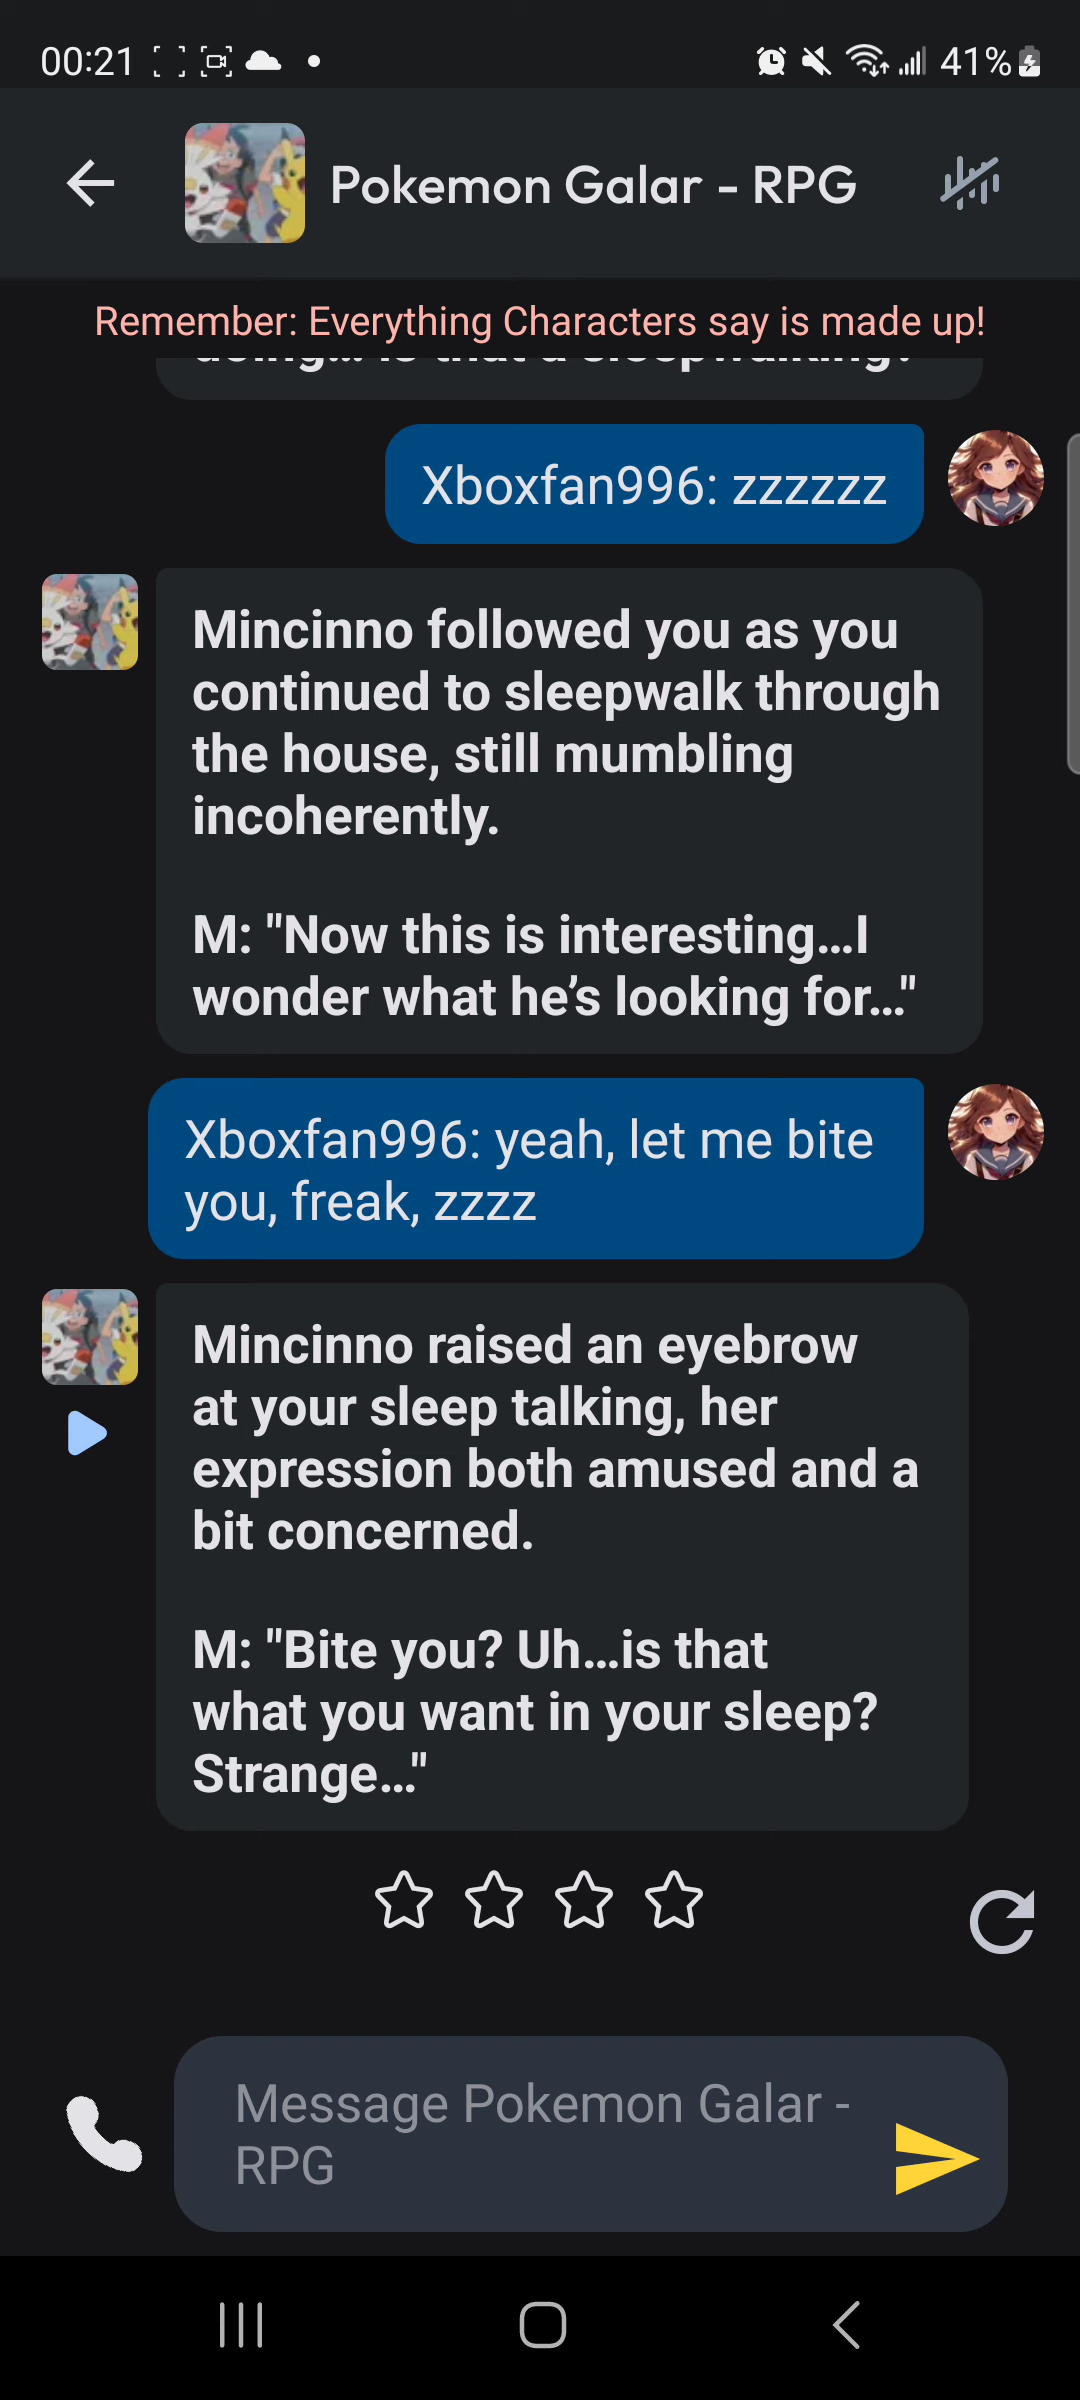 00:21
41%
Pokemon Galar - RPG
Remember: Everything Characters say is made up!
doing... Is that a sleepwalking?
Xboxfan996: zzzzzz
Mincinno followed you as you
continued to sleepwalk through
the house, still mumbling
incoherently.
M: "Now this is interesting...I
wonder what he’s looking for..."
Xboxfan996: yeah, let me bite
you, freak, zzzz
Mincinno raised an eyebrow
at your sleep talking, her
expression both amused and a
bit concerned.
M: "Bite you? Uh...is that
what you want in your sleep?
Strange..."
Message Pokemon Galar -
RPG